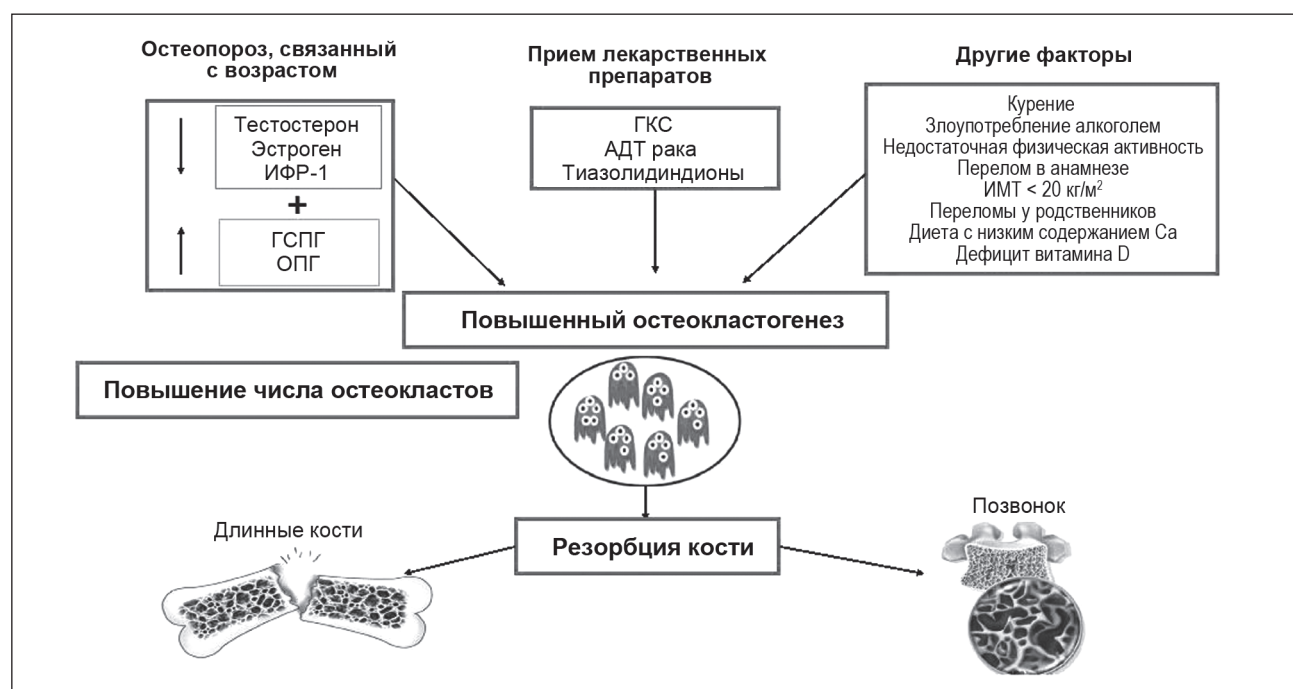 Остеопороз, связанный
с возрастом
Тестостерон
Эстроген
ИФР-1
+
ГСПГ
ОПГ
Прием лекарственных
препаратов
ГКС
АДТ рака
Тиазолидиндионы
Другие факторы
Курение
Злоупотребление алкоголем
Недостаточная физическая активность
Перелом в анамнезе
ИМТ < 20 кг/м²
Переломы у родственников
Диета с низким содержанием Ca
Дефицит витамина D
Повышенный остеокластогенез
Повышение числа остеокластов
Резорбция кости
Длинные кости
Позвонок